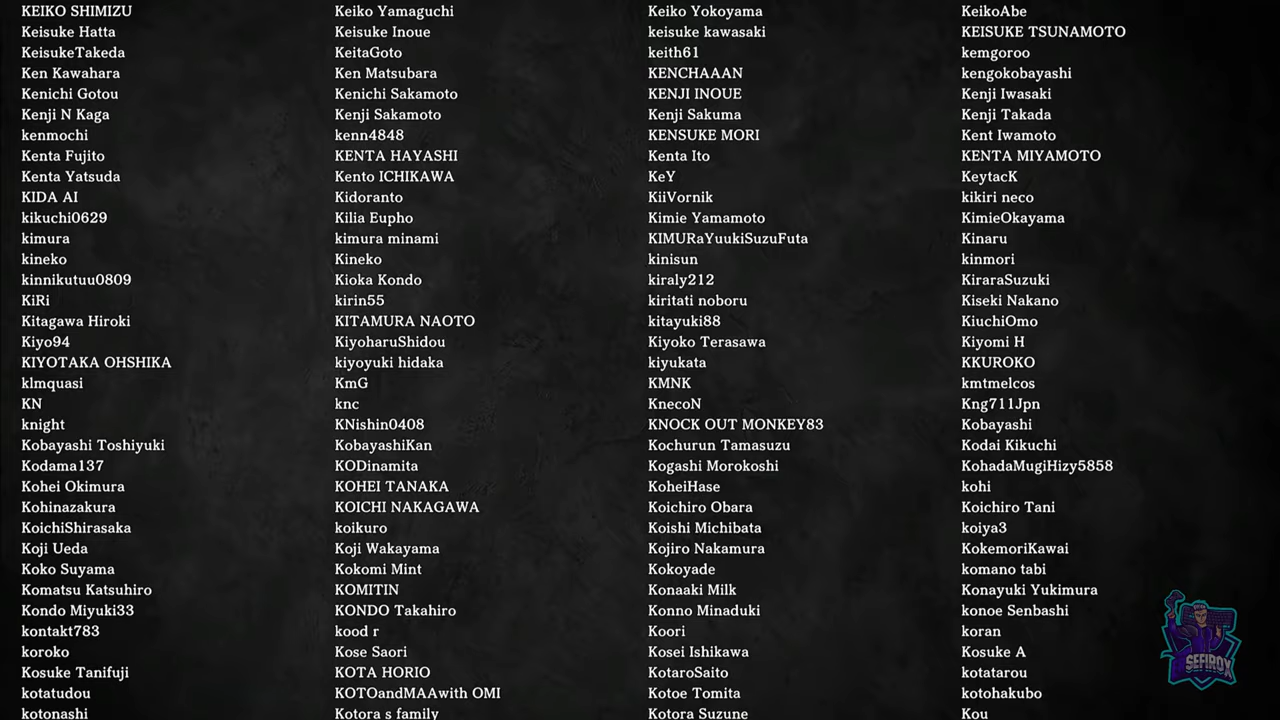 KEIKO SHIMIZU Keiko Yamaguchi Keiko Yokoyama KeikoAbe
Keisuke Hatta Keisuke Inoue keisuke kawasaki KEISUKE TSUNAMOTO
KeisukeTakeda KeitaGoto keith61 kemgoroo
Ken Kawahara Ken Matsubara KENCHAAAN kengokobayashi
Kenichi Gotou Kenichi Sakamoto KENJI INOUE Kenji Iwasaki
Kenji N Kaga Kenji Sakamoto Kenji Sakuma Kenji Takada
kenmochi kenn4848 KENSUKE MORI Kent Iwamoto
Kenta Fujito KENTA HAYASHI Kenta Ito KENTA MIYAMOTO
Kenta Yatsuda Kento ICHIKAWA KeY KeytacK
KIDA AI Kidoranto KiiVornik kikiri neco
kikuchi0629 Kilia Eupho Kimie Yamamoto KimieOkayama
kimura kimura minami KIMURaYuukiSuzuFuta Kinaru
kineko Kineko kinisun kinmori
kinnikutuu0809 Kioka Kondo kiraly212 KiraraSuzuki
KiRi kirin55 kiritati noboru Kiseki Nakano
Kitagawa Hiroki KITAMURA NAOTO kitayuki88 KiuchiOmo
Kiyo94 KiyoharuShidou Kiyoko Terasawa Kiyomi H
KIYOTAKA OHSHIKA kiyoyuki hidaka kiyukata KKUROKO
klmquasi KmG KMNK kmtmelcos
KN knc KnecoN Kng711Jpn
knight KNishin0408 KNOCK OUT MONKEY83 Kobayashi
Kobayashi Toshiyuki KobayashiKan Kochurun Tamasuzu Kodai Kikuchi
Kodama137 KODinamita Kogashi Morokoshi KohadaMugiHizy5858
Kohei Okimura KOHEI TANAKA KoheiHase kohi
Kohinazakura KOICHI NAKAGAWA Koichiro Obara Koichiro Tani
KoichiShirasaka koikuro Koishi Michibata koiya3
Koji Ueda Koji Wakayama Kojiro Nakamura KokemoriKawai
Koko Suyama Kokomi Mint Kokoyade komano tabi
Komatsu Katsuhiro KOMITIN Konaaki Milk Konayuki Yukimura
Kondo Miyuki33 KONDO Takahiro Konno Minaduki konoe Senbashi
kontakt783 kood r Koori koran
koroko Kose Saori Kosei Ishikawa Kosuke A
Kosuke Tanifuji KOTA HORIO KotaroSaito kotatarou
kotatudou KOTOandMAAwith OMI Kotoe Tomita kotohakubo
kotonashi Kotora s family Kotora Suzune Kou
SEFIROX